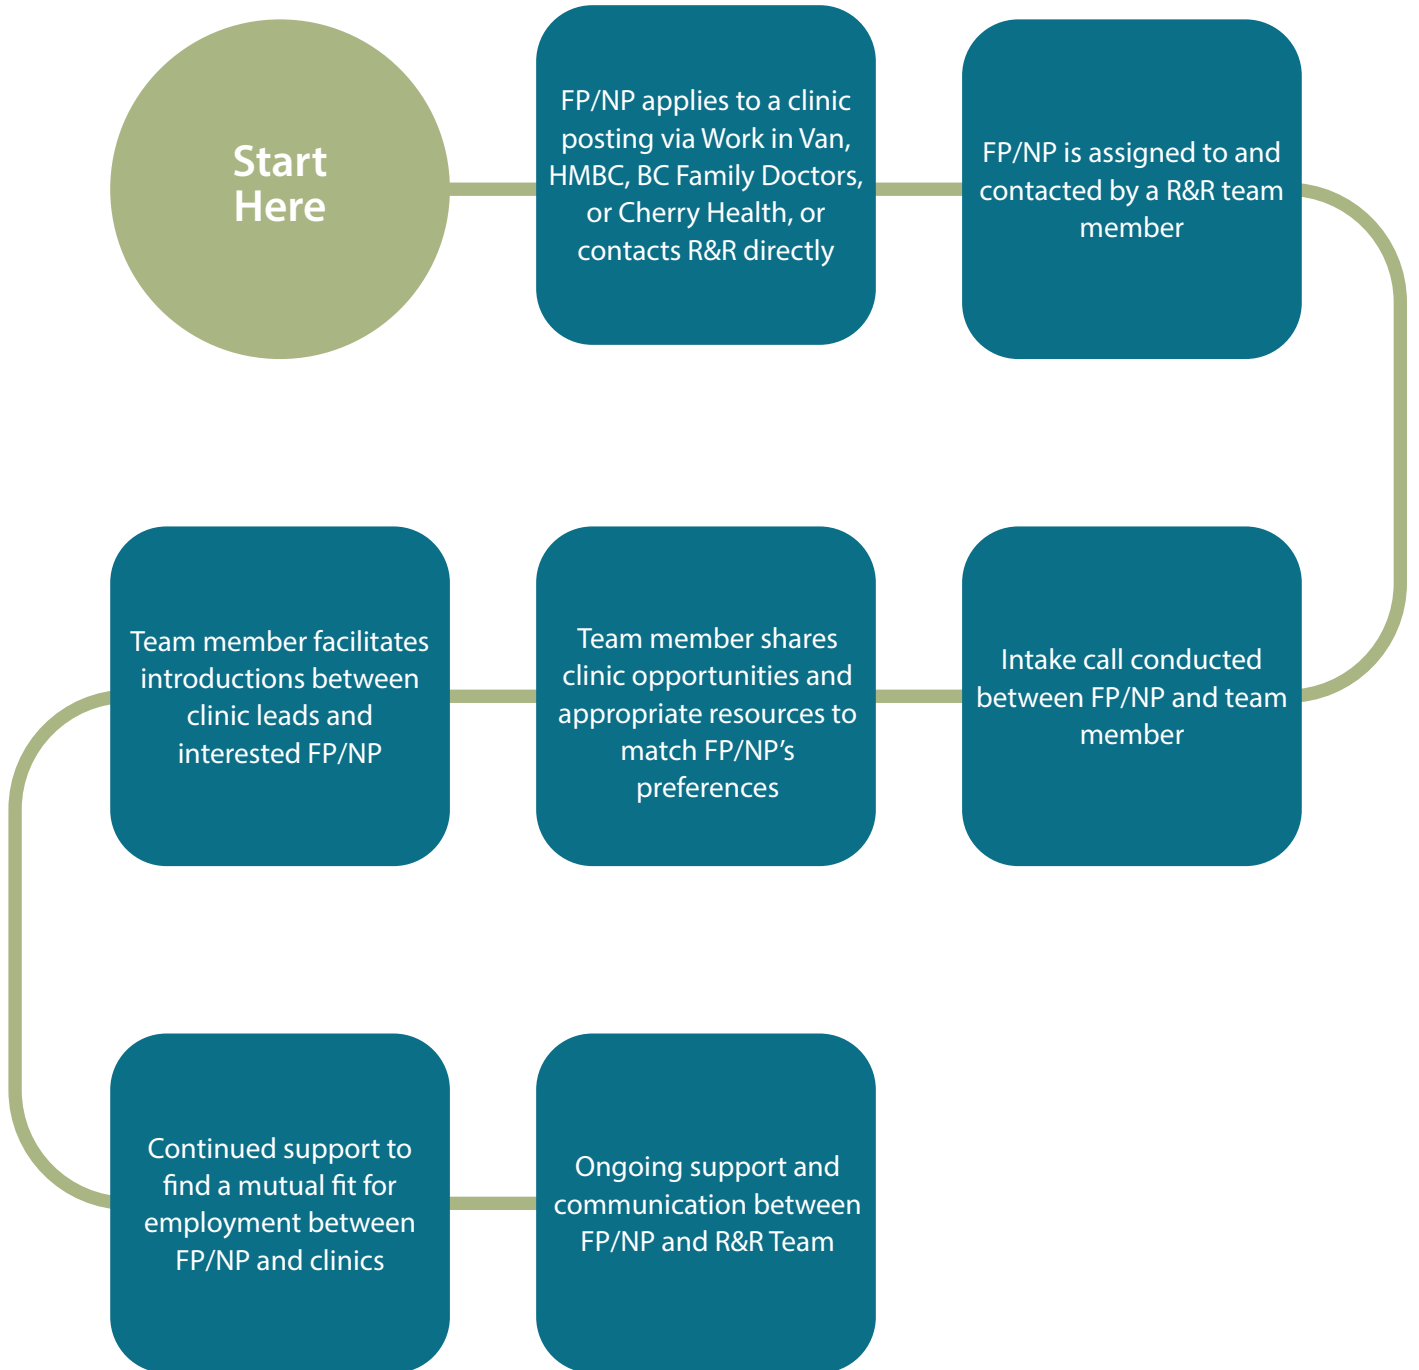 Start
Here
FP/NP applies to a clinic
posting via Work in Van,
HMBC, BC Family Doctors,
or Cherry Health, or
contacts R&R directly
FP/NP is assigned to and
contacted by a R&R team
member
Intake call conducted
between FP/NP and team
member
Team member shares
clinic opportunities and
appropriate resources to
match FP/NP’s
preferences
Team member facilitates
introductions between
clinic leads and
interested FP/NP
Continued support to
find a mutual fit for
employment between
FP/NP and clinics
Ongoing support and
communication between
FP/NP and R&R Team